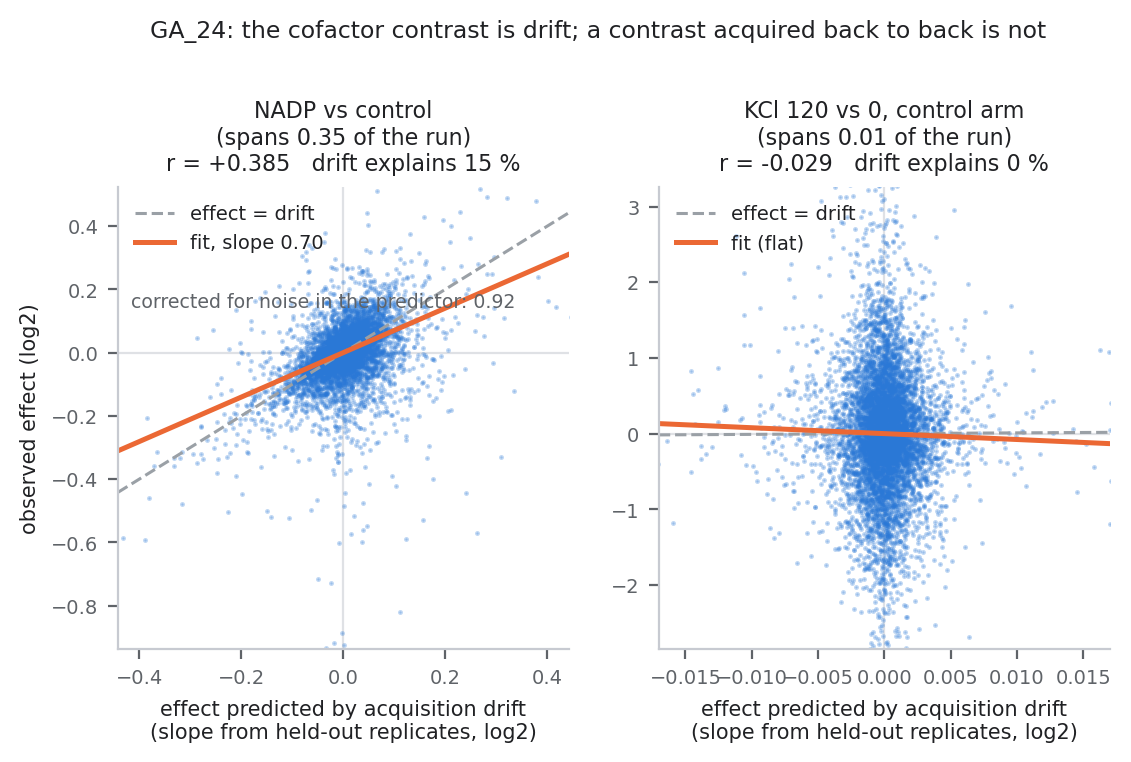 GA_24: the cofactor contrast is drift; a contrast acquired back to back is not
NADP vs control
(spans 0.35 of the run)
r = +0.385   drift explains 15 %
effect = drift
fit, slope 0.70
corrected for noise in the predictor: 0.92
observed effect (log2)
0.4
0.2
0.0
−0.2
−0.4
−0.6
−0.8
−0.4
−0.2
0.0
0.2
0.4
effect predicted by acquisition drift
(slope from held-out replicates, log2)
KCl 120 vs 0, control arm
(spans 0.01 of the run)
r = -0.029   drift explains 0 %
effect = drift
fit (flat)
3
2
1
0
−1
−2
−0.015
−0.010
−0.005
0.000
0.005
0.010
0.015
effect predicted by acquisition drift
(slope from held-out replicates, log2)